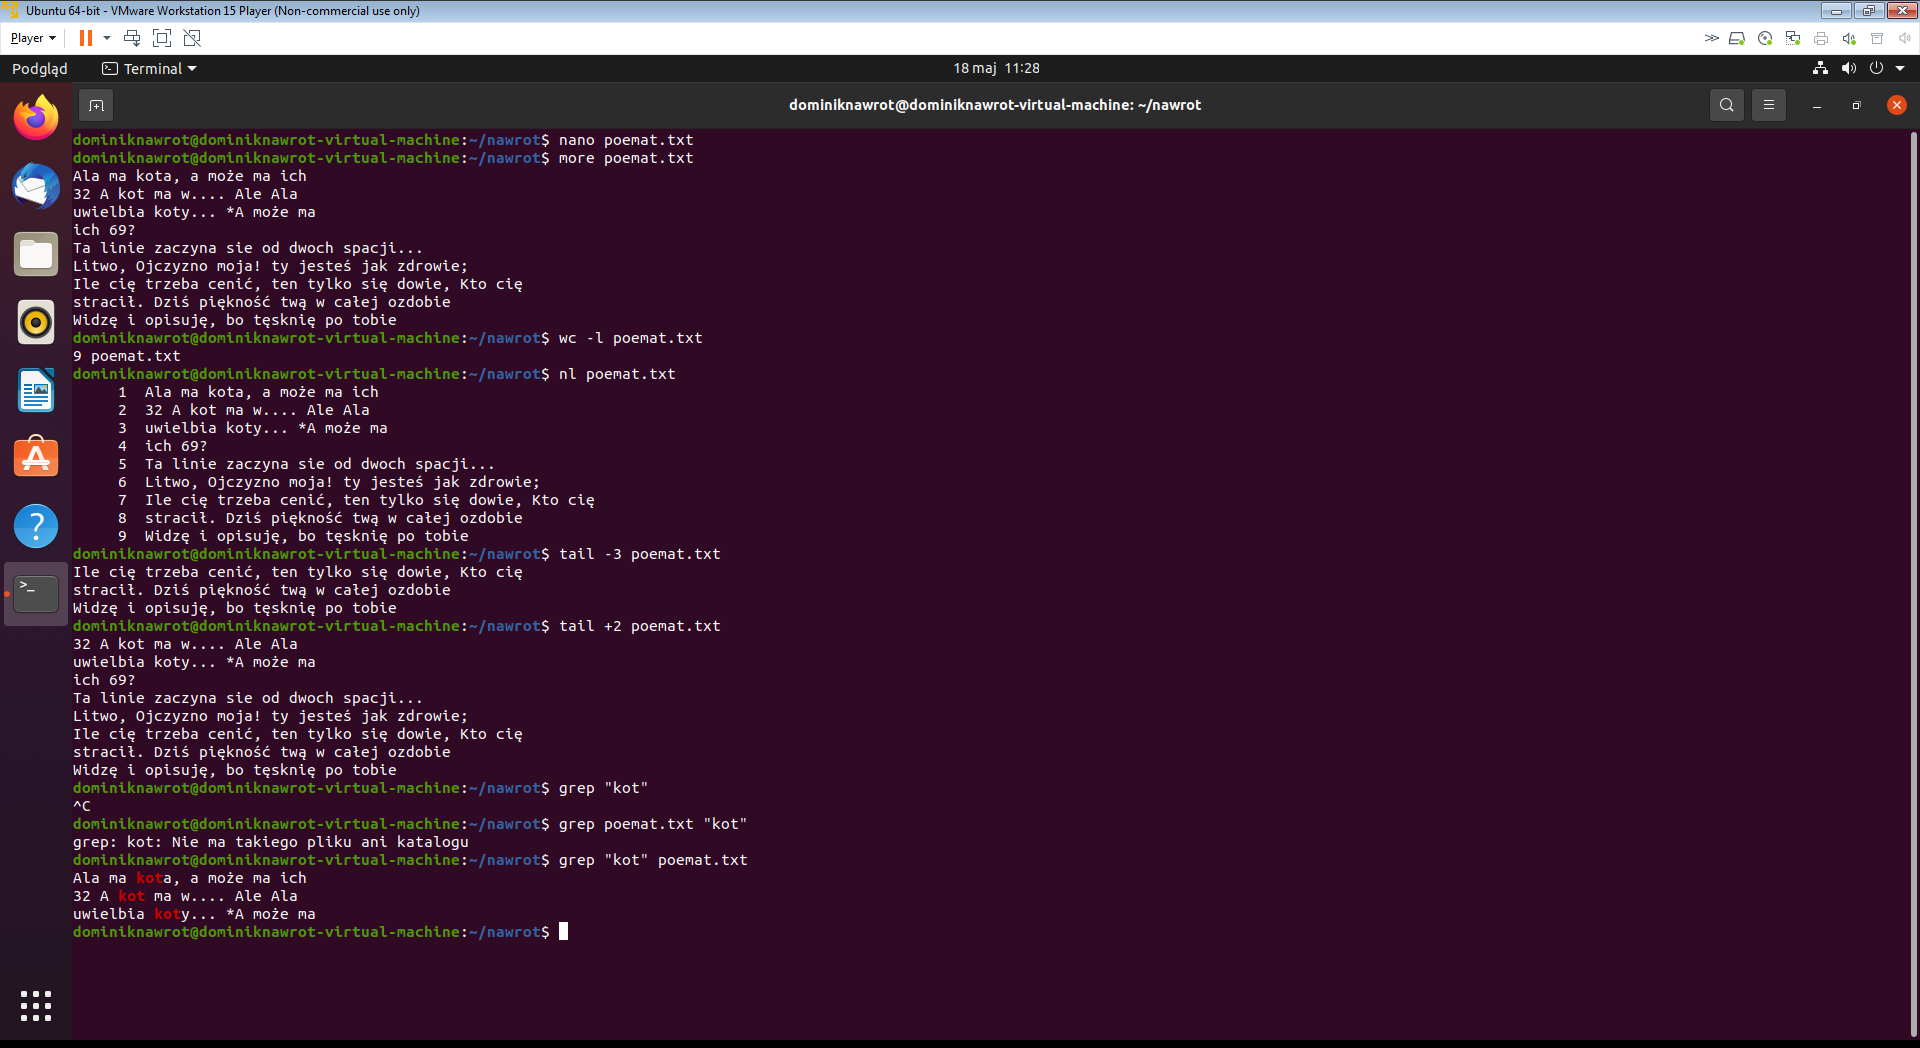 Ubuntu 64-bit - VMware Workstation 15 Player (Non-commercial use only)
Player
Podgląd Terminal 18 maj 11:28
dominiknawrot@dominiknawrot-virtual-machine: ~/nawrot
dominiknawrot@dominiknawrot-virtual-machine:~/nawrot$ nano poemat.txt
dominiknawrot@dominiknawrot-virtual-machine:~/nawrot$ more poemat.txt
Ala ma kota, a może ma ich
32 A kot ma w.... Ale Ala
uwielbia koty... *A może ma
ich 69?
Ta linie zaczyna sie od dwoch spacji...
Litwo, Ojczyzno moja! ty jesteś jak zdrowie;
Ile cię trzeba cenić, ten tylko się dowie, Kto cię
stracił. Dziś piękność twą w całej ozdobie
Widzę i opisuję, bo tęsknię po tobie
dominiknawrot@dominiknawrot-virtual-machine:~/nawrot$ wc -l poemat.txt
9 poemat.txt
dominiknawrot@dominiknawrot-virtual-machine:~/nawrot$ nl poemat.txt
1 Ala ma kota, a może ma ich
2 32 A kot ma w.... Ale Ala
3 uwielbia koty... *A może ma
4 ich 69?
5 Ta linie zaczyna sie od dwoch spacji...
6 Litwo, Ojczyzno moja! ty jesteś jak zdrowie;
7 Ile cię trzeba cenić, ten tylko się dowie, Kto cię
8 stracił. Dziś piękność twą w całej ozdobie
9 Widzę i opisuję, bo tęsknię po tobie
dominiknawrot@dominiknawrot-virtual-machine:~/nawrot$ tail -3 poemat.txt
Ile cię trzeba cenić, ten tylko się dowie, Kto cię
stracił. Dziś piękność twą w całej ozdobie
Widzę i opisuję, bo tęsknię po tobie
dominiknawrot@dominiknawrot-virtual-machine:~/nawrot$ tail +2 poemat.txt
32 A kot ma w.... Ale Ala
uwielbia koty... *A może ma
ich 69?
Ta linie zaczyna sie od dwoch spacji...
Litwo, Ojczyzno moja! ty jesteś jak zdrowie;
Ile cię trzeba cenić, ten tylko się dowie, Kto cię
stracił. Dziś piękność twą w całej ozdobie
Widzę i opisuję, bo tęsknię po tobie
dominiknawrot@dominiknawrot-virtual-machine:~/nawrot$ grep "kot"
^C
dominiknawrot@dominiknawrot-virtual-machine:~/nawrot$ grep poemat.txt "kot"
grep: kot: Nie ma takiego pliku ani katalogu
dominiknawrot@dominiknawrot-virtual-machine:~/nawrot$ grep "kot" poemat.txt
Ala ma kota, a może ma ich
32 A kot ma w.... Ale Ala
uwielbia koty... *A może ma
dominiknawrot@dominiknawrot-virtual-machine:~/nawrot$